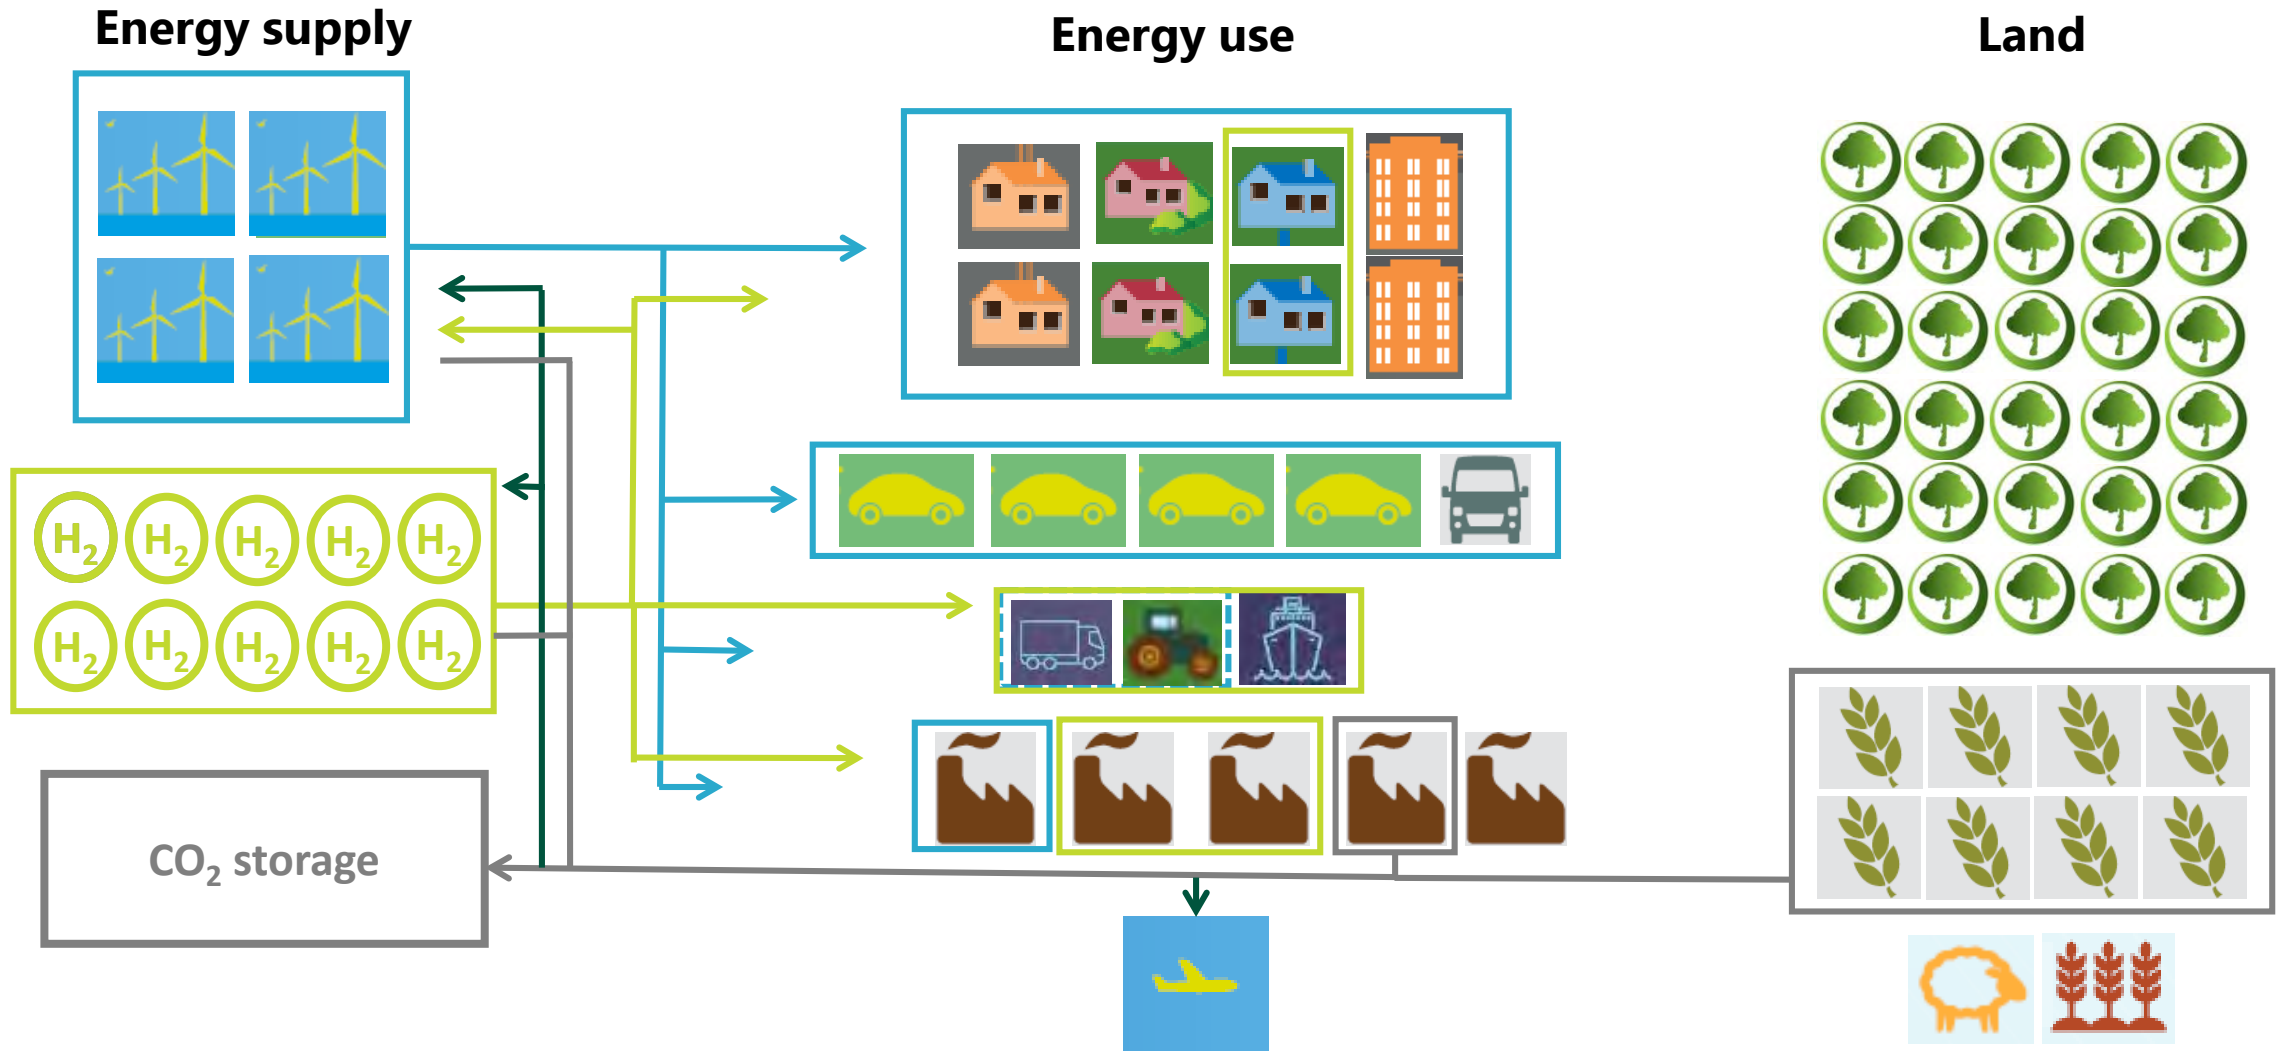 Energy supply
Energy use
Land
H₂ H₂ H₂ H₂ H₂
H₂ H₂ H₂ H₂ H₂
CO₂ storage